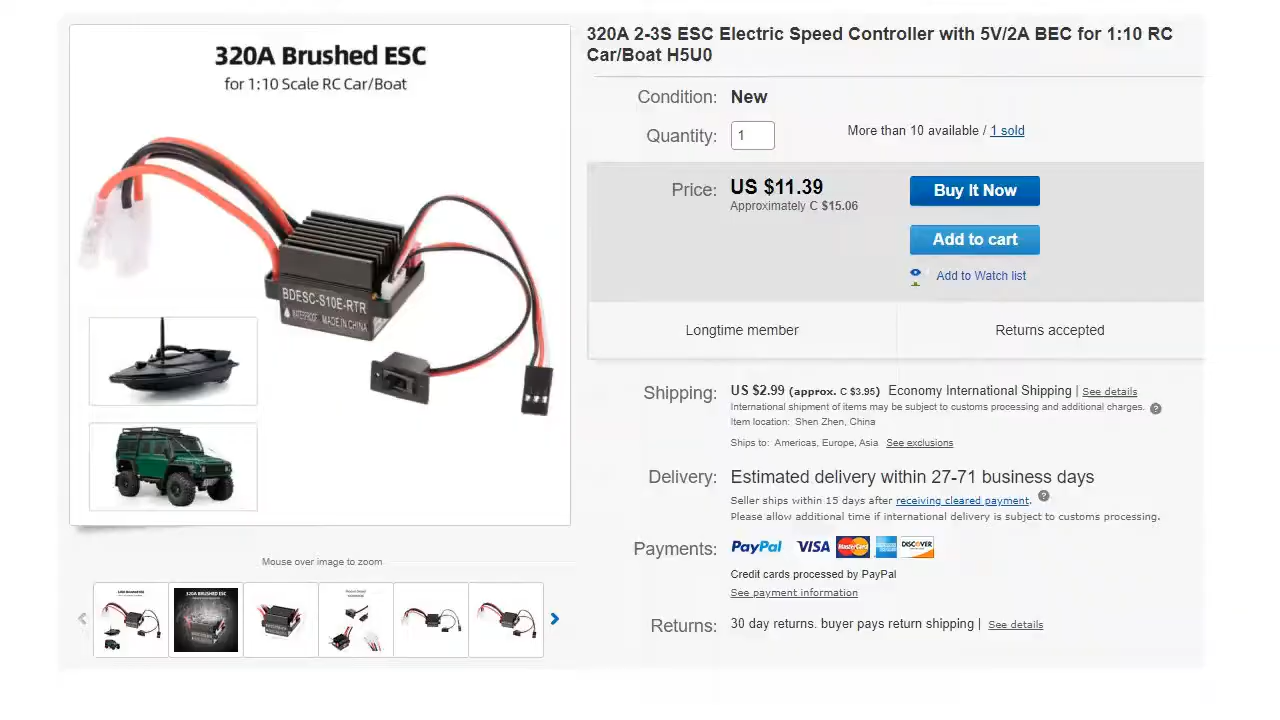 320A Brushed ESC
for 1:10 Scale RC Car/Boat
BDESC-S10E-RTR
WATERPROOF MADE IN CHINA
Mouse over image to zoom
320A BRUSHED ESC
320A 2-3S ESC Electric Speed Controller with 5V/2A BEC for 1:10 RC
Car/Boat H5U0
Condition: New
Quantity: 1 More than 10 available / 1 sold
Price: US $11.39 Buy It Now
Approximately C $15.06
Add to cart
Add to Watch list
Longtime member Returns accepted
Shipping: US $2.99 (approx. C $3.95) Economy International Shipping | See details
International shipment of items may be subject to customs processing and additional charges. ?
Item location: Shen Zhen, China
Ships to: Americas, Europe, Asia See exclusions
Delivery: Estimated delivery within 27-71 business days
Seller ships within 15 days after receiving cleared payment. ?
Please allow additional time if international delivery is subject to customs processing.
Payments: PayPal VISA MasterCard DISCOVER
Credit cards processed by PayPal
See payment information
Returns: 30 day returns. buyer pays return shipping | See details